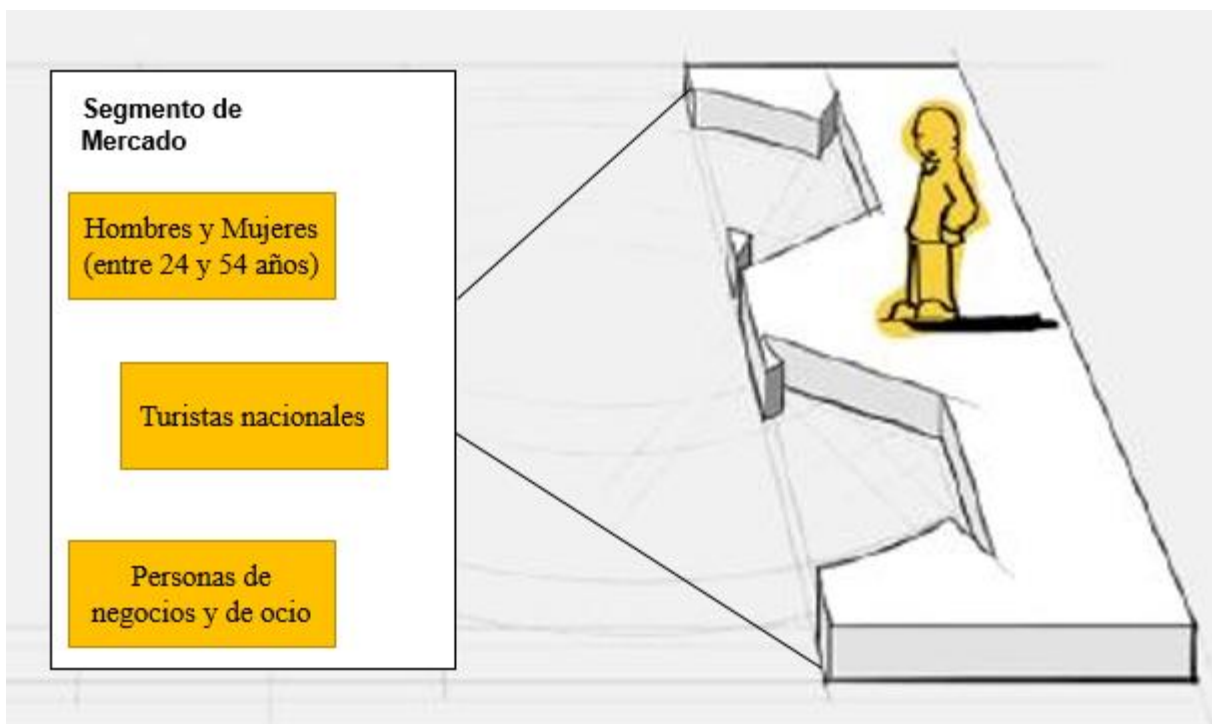 Segmento de
Mercado
Hombres y Mujeres
(entre 24 y 54 años)
Turistas nacionales
Personas de
negocios y de ocio